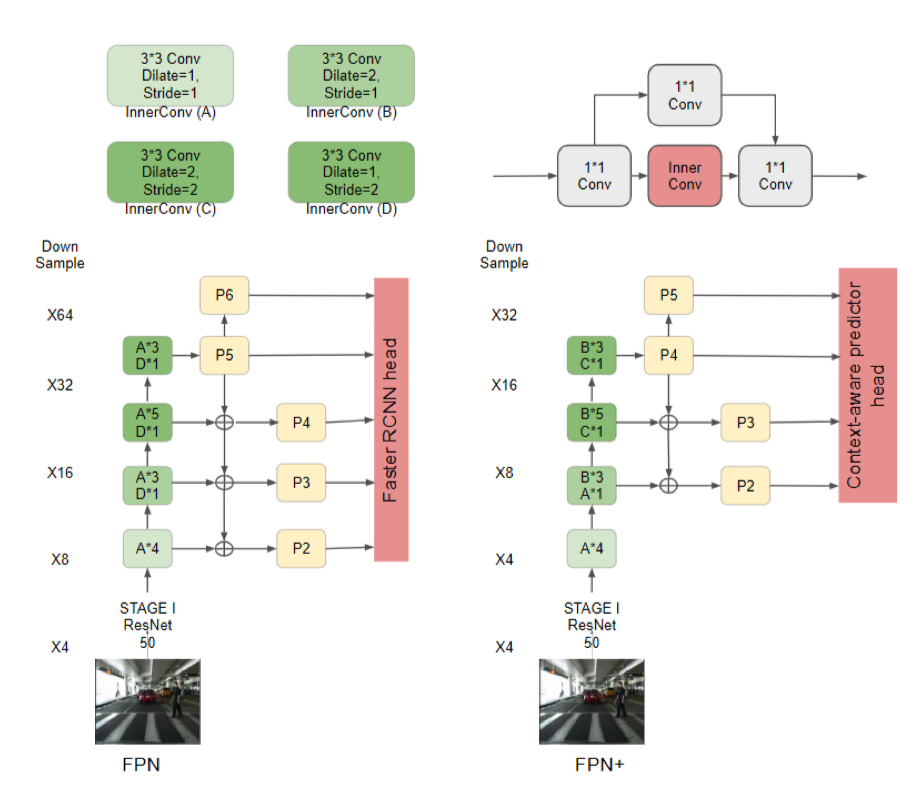 3*3 Conv
Dilate=1,
Stride=1
InnerConv (A)
3*3 Conv
Dilate=2,
Stride=1
InnerConv (B)
3*3 Conv
Dilate=2,
Stride=2
InnerConv (C)
3*3 Conv
Dilate=1,
Stride=2
InnerConv (D)
1*1
Conv
1*1
Conv
Inner
Conv
1*1
Conv
Down
Sample
X64
X32
X16
X8
X4
P6
A*3
D*1
P5
A*5
D*1
P4
A*3
D*1
P3
A*4
P2
Faster RCNN head
STAGE I
ResNet
50
FPN
Down
Sample
X32
X16
X8
X4
X4
P5
B*3
C*1
P4
B*5
C*1
P3
B*3
A*1
P2
A*4
Context-aware predictor
head
STAGE I
ResNet
50
FPN+